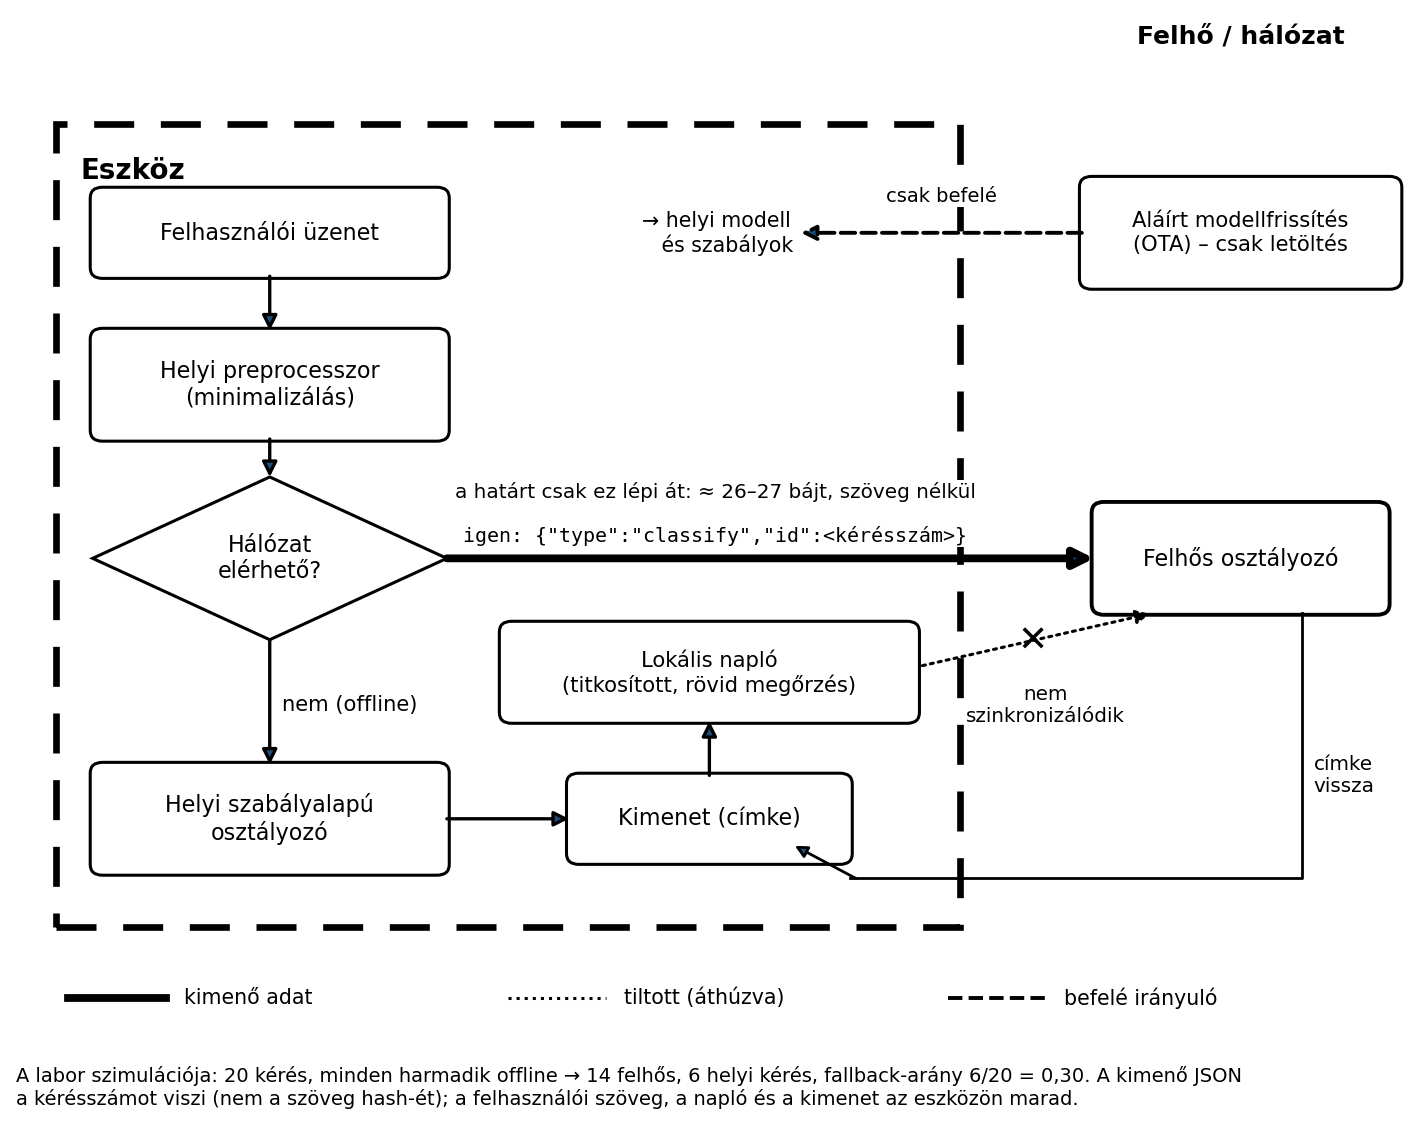 Felhő / hálózat
Eszköz
Felhasználói üzenet
csak befelé
→ helyi modell
és szabályok
Aláírt modellfrissítés
(OTA) – csak letöltés
Helyi preprocesszor
(minimalizálás)
a határt csak ez lépi át: ≈ 26–27 bájt, szöveg nélkül
igen: {"type":"classify","id":<kérésszám>}
Hálózat
elérhető?
Felhős osztályozó
Lokális napló
(titkosított, rövid megőrzés)
nem
szinkronizálódik
nem (offline)
címke
vissza
Helyi szabályalapú
osztályozó
Kimenet (címke)
kimenő adat
tiltott (áthúzva)
befelé irányuló
A labor szimulációja: 20 kérés, minden harmadik offline → 14 felhős, 6 helyi kérés, fallback-arány 6/20 = 0,30. A kimenő JSON
a kérésszámot viszi (nem a szöveg hash-ét); a felhasználói szöveg, a napló és a kimenet az eszközön marad.